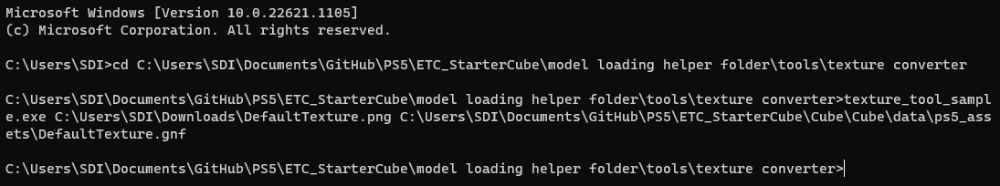 Microsoft Windows [Version 10.0.22621.1105]
(c) Microsoft Corporation. All rights reserved.
C:\Users\SDI>cd C:\Users\SDI\Documents\GitHub\PS5\ETC_StarterCube\model loading helper folder\tools\texture converter
C:\Users\SDI\Documents\GitHub\PS5\ETC_StarterCube\model loading helper folder\tools\texture converter>texture_tool_sampl
e.exe C:\Users\SDI\Downloads\DefaultTexture.png C:\Users\SDI\Documents\GitHub\PS5\ETC_StarterCube\Cube\Cube\data\ps5_ass
ets\DefaultTexture.gnf
C:\Users\SDI\Documents\GitHub\PS5\ETC_StarterCube\model loading helper folder\tools\texture converter>